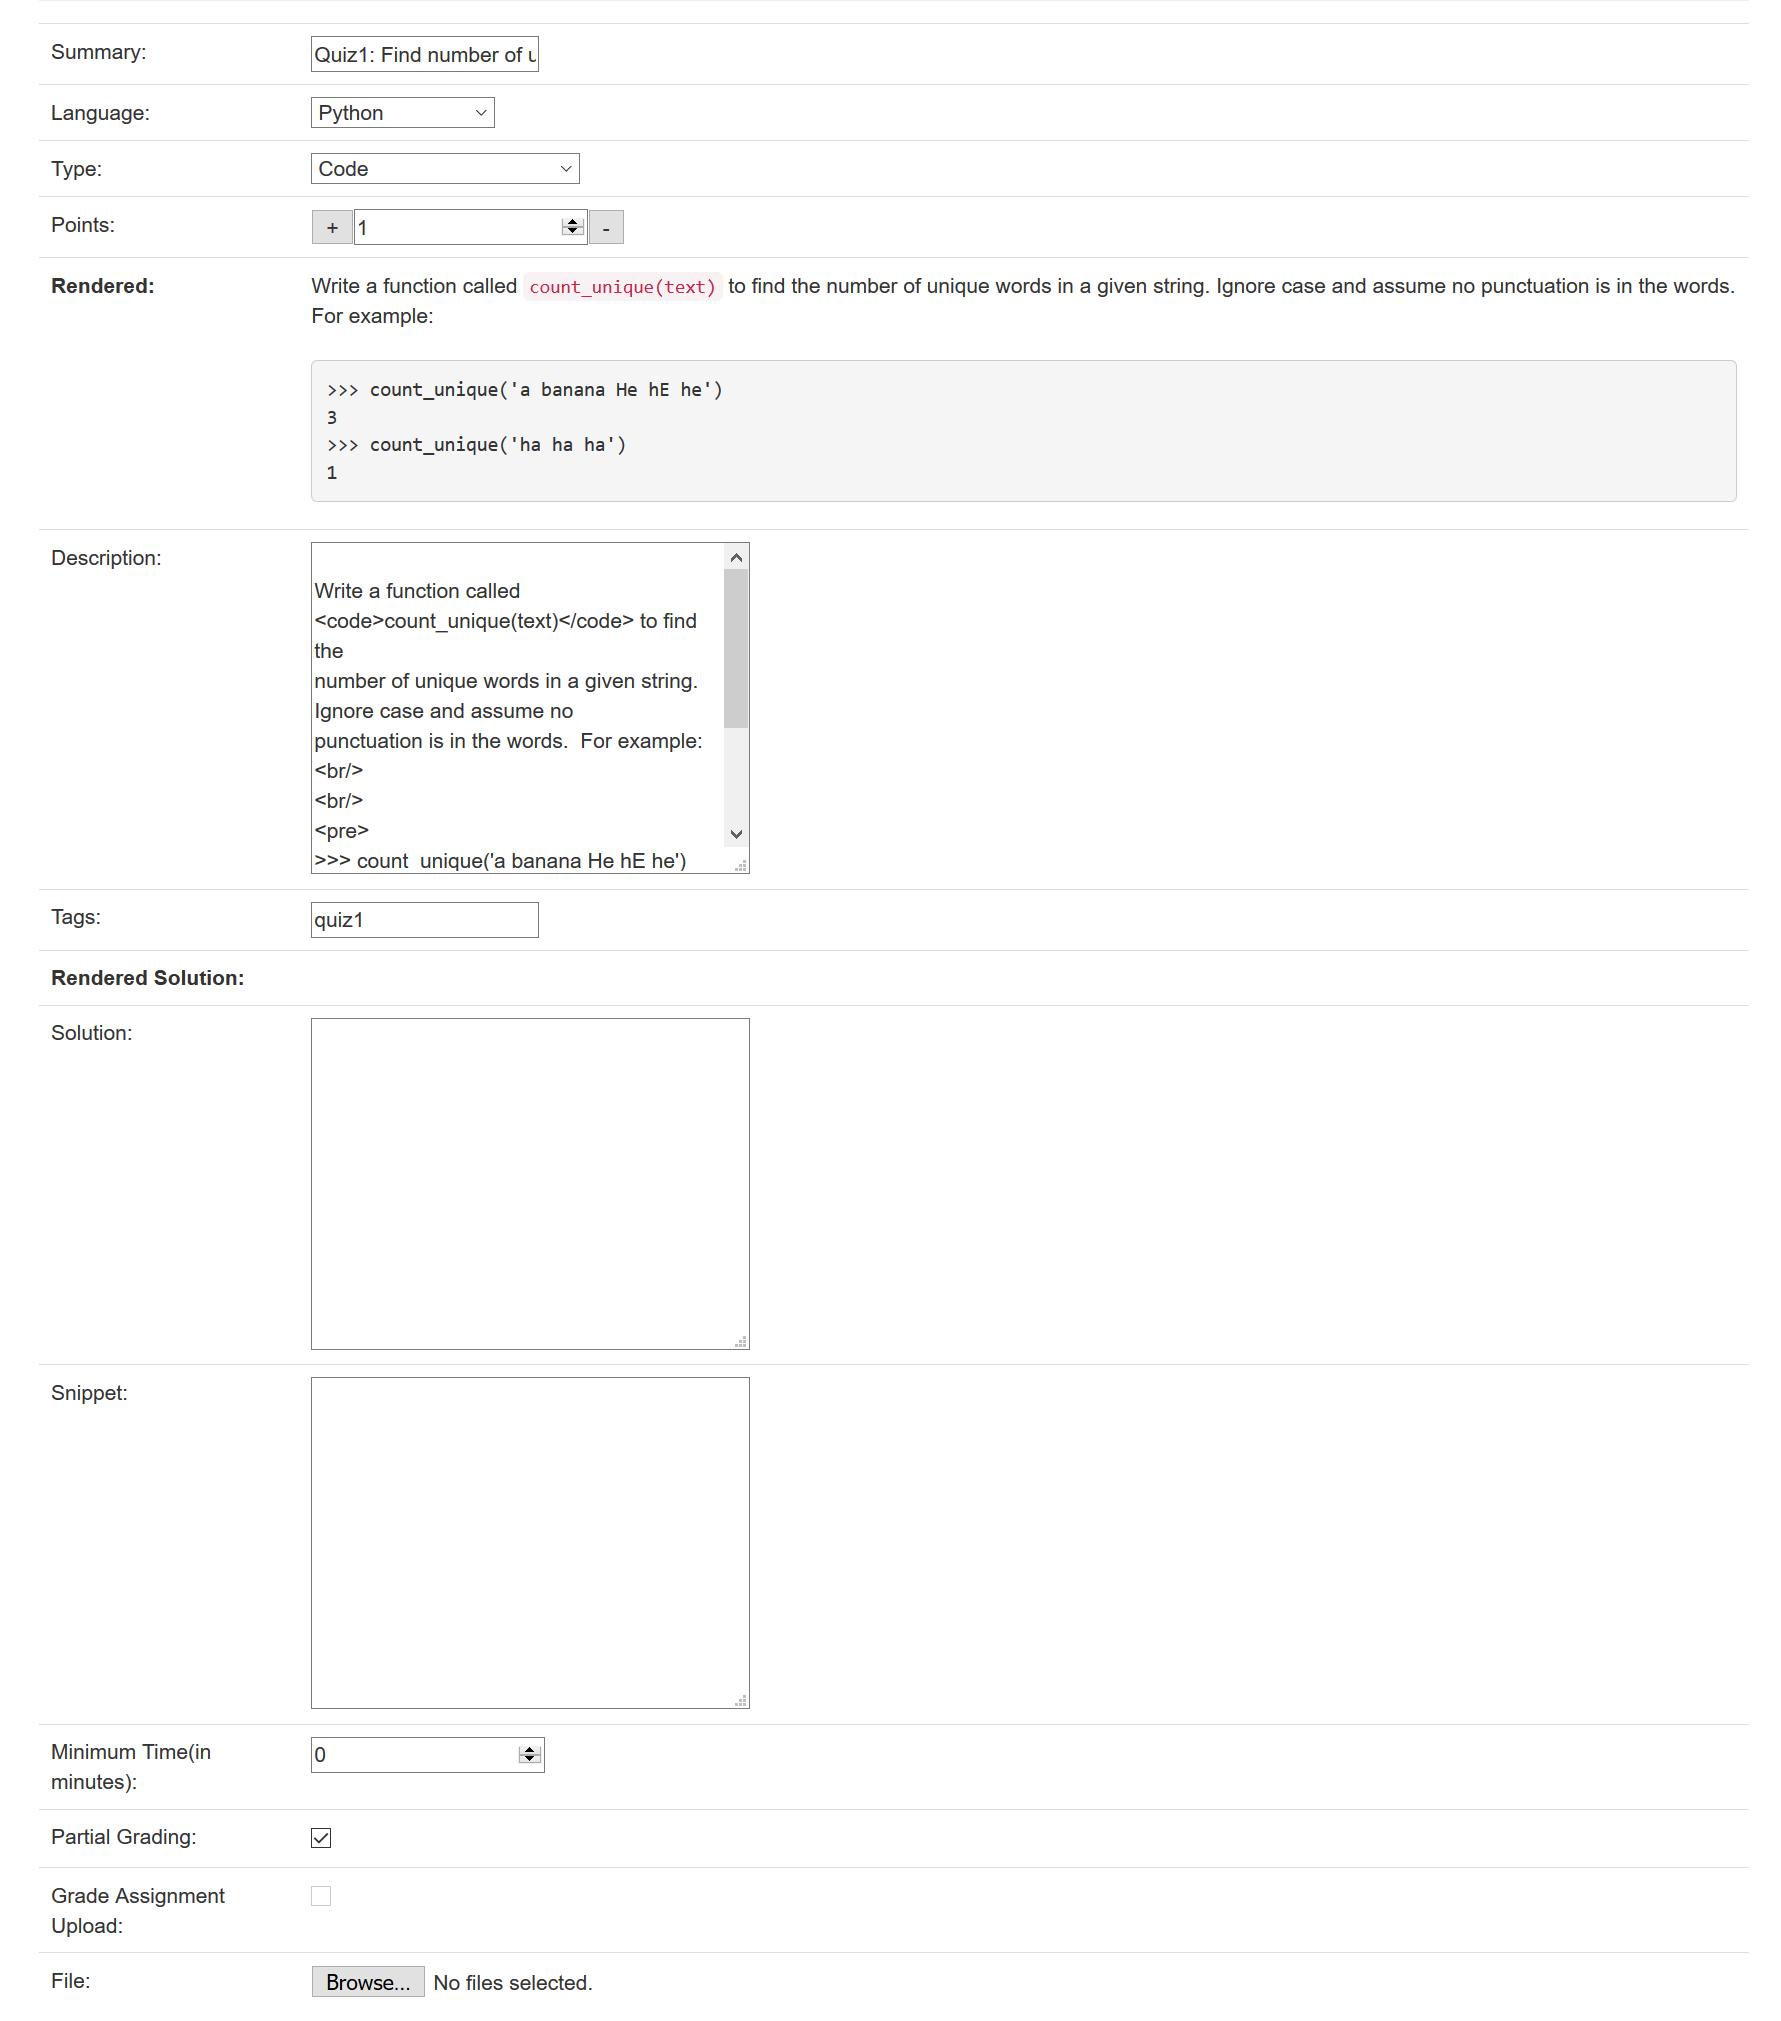 Summary:
Quiz1: Find number of
Language:
Python
Type:
Code
Points:
+ 1 -
Rendered:
Write a function called count_unique(text) to find the number of unique words in a given string. Ignore case and assume no punctuation is in the words.
For example:
>>> count_unique('a banana He hE he')
3
>>> count_unique('ha ha ha')
1
Description:
Write a function called
<code>count_unique(text)</code> to find
the
number of unique words in a given string.
Ignore case and assume no
punctuation is in the words.  For example:
<br/>
<br/>
<pre>
>>> count_unique('a banana He hE he')
Tags:
quiz1
Rendered Solution:
Solution:
Snippet:
Minimum Time(in
minutes):
0
Partial Grading:
Grade Assignment
Upload:
File:
Browse... No files selected.